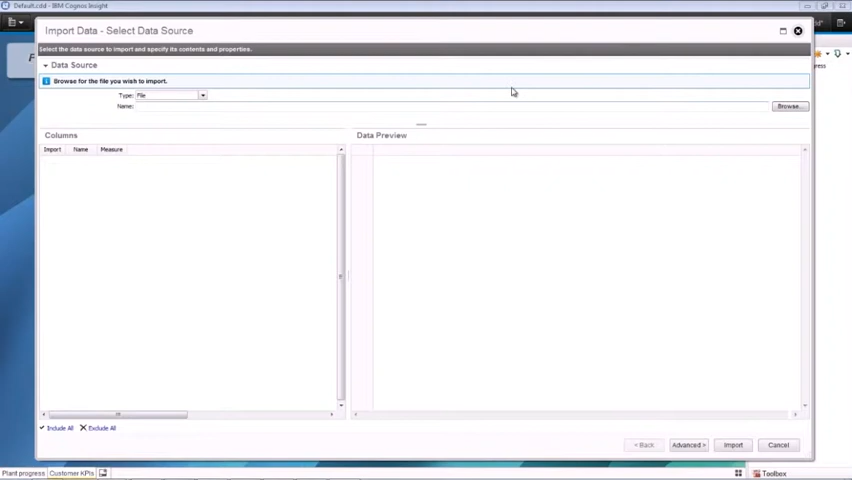 Default.cdd - IBM Cognos Insight
Import Data - Select Data Source
Select the data source to import and specify its contents and properties.
Data Source
Browse for the file you wish to import.
Type: File
Name:
Browse...
Columns
Data Preview
Import Name Measure
Include All Exclude All
< Back Advanced > Import Cancel
Plant progress Customer KPIs
Toolbox